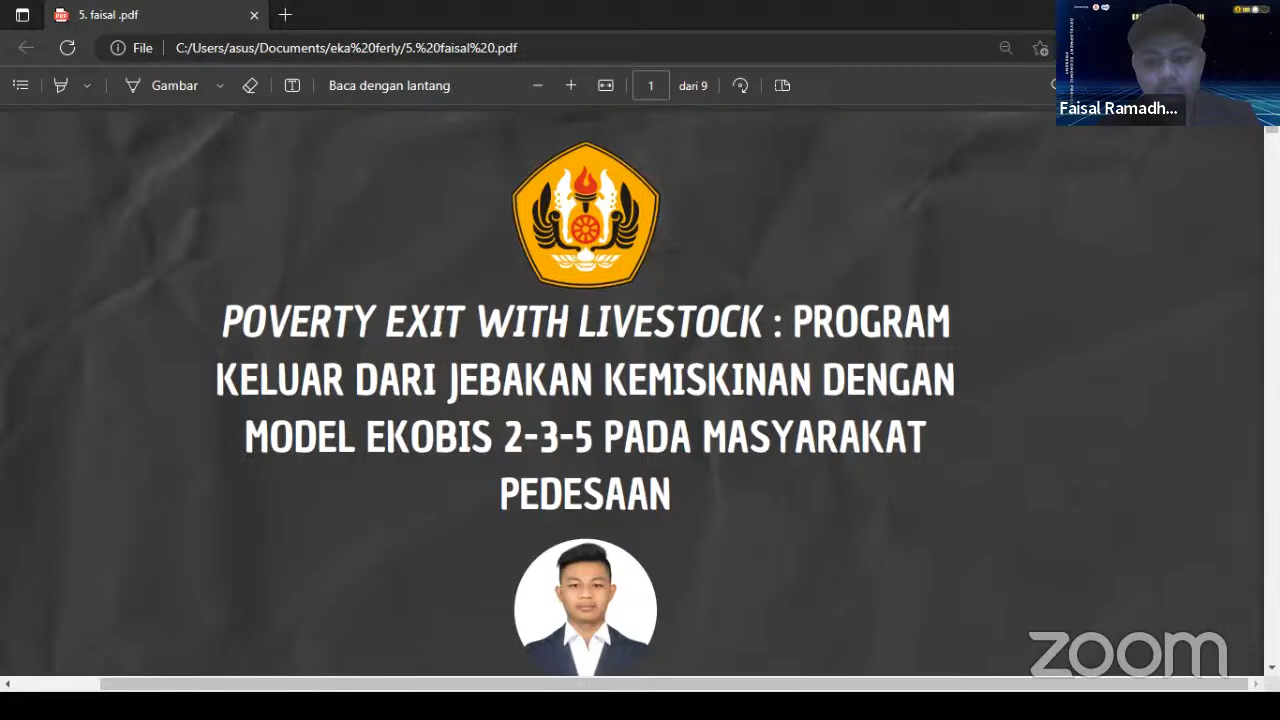 5. faisal .pdf
File
C:/Users/asus/Documents/eka%20ferly/5.%20faisal%20.pdf
Gambar
Baca dengan lantang
1
dari 9
Faisal Ramadh...
POVERTY EXIT WITH LIVESTOCK : PROGRAM
KELUAR DARI JEBAKAN KEMISKINAN DENGAN
MODEL EKOBIS 2-3-5 PADA MASYARAKAT
PEDESAAN
zoom